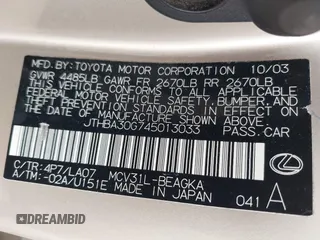 MFD. BY: TOYOTA MOTOR CORPORATION 10/03
GVWR 4485LB GAWR FR 2670LB RR 2670LB
THIS VEHICLE CONFORMS TO ALL APPLICABLE
FEDERAL MOTOR VEHICLE SAFETY, BUMPER, AND
THEFT PREVENTION STANDARDS IN EFFECT ON THE
DATE OF MANUFACTURE SHOWN ABOVE.
JTHBA30G745013033 PASS. CAR
C/TR: 4P7/LA07 MCV31L-BEAGKA
A/TM: -02A/U151E MADE IN JAPAN 041 A
DREAMBID